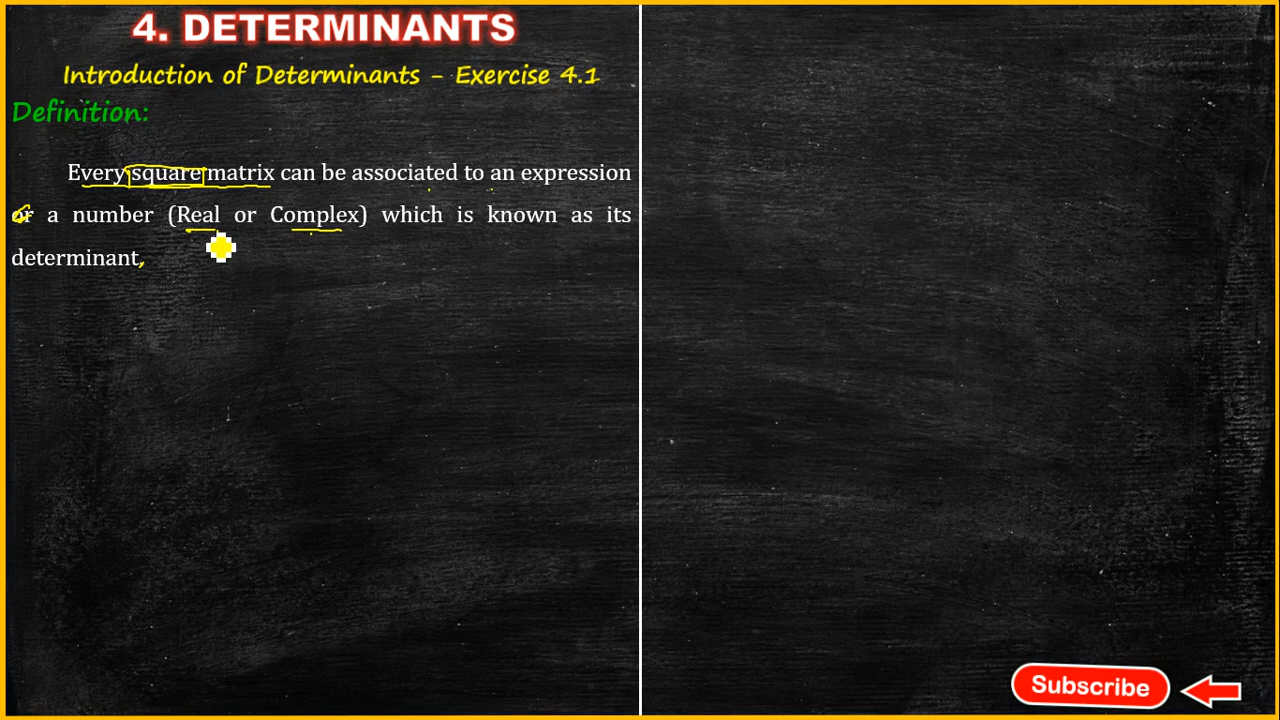 4. DETERMINANTS
Introduction of Determinants - Exercise 4.1
Definition:
Every square matrix can be associated to an expression
or a number (Real or Complex) which is known as its
determinant,
Subscribe